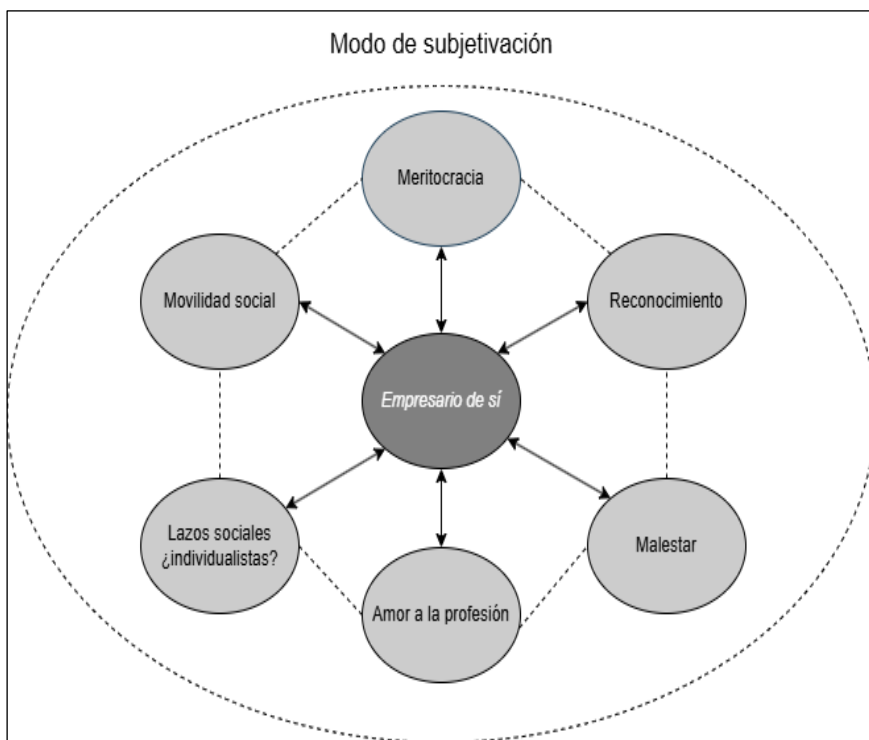 Modo de subjetivación
Meritocracia
Movilidad social
Reconocimiento
Empresario de sí
Lazos sociales
¿individualistas?
Malestar
Amor a la profesión